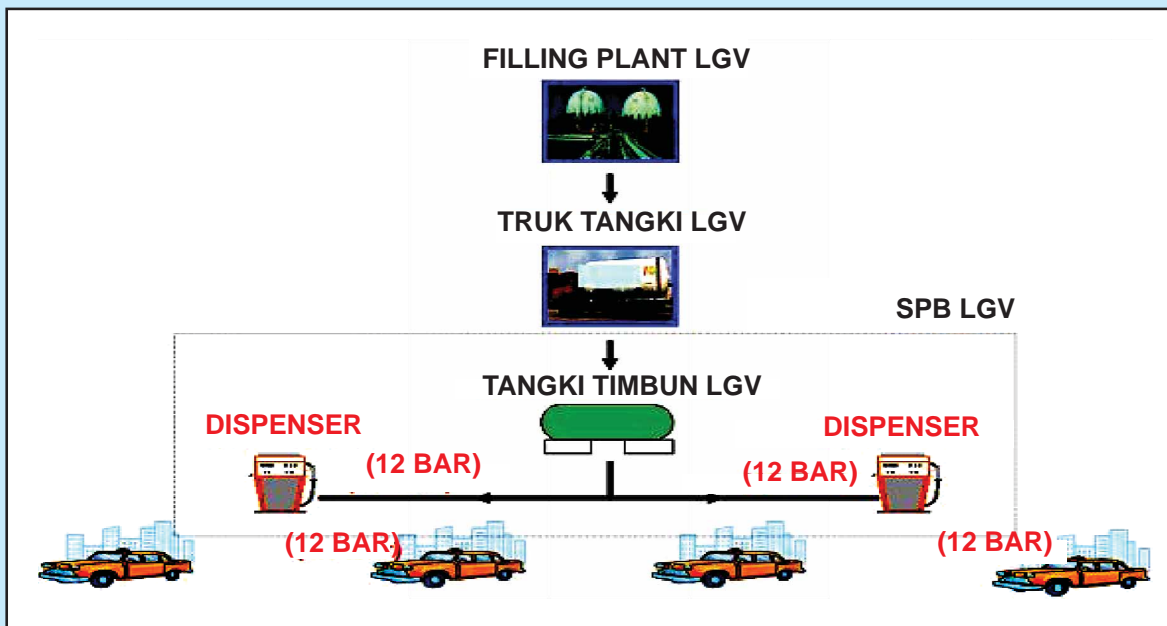 FILLING PLANT LGV
TRUK TANGKI LGV
SPB LGV
TANGKI TIMBUN LGV
DISPENSER
DISPENSER
(12 BAR)
(12 BAR)
(12 BAR)
(12 BAR)